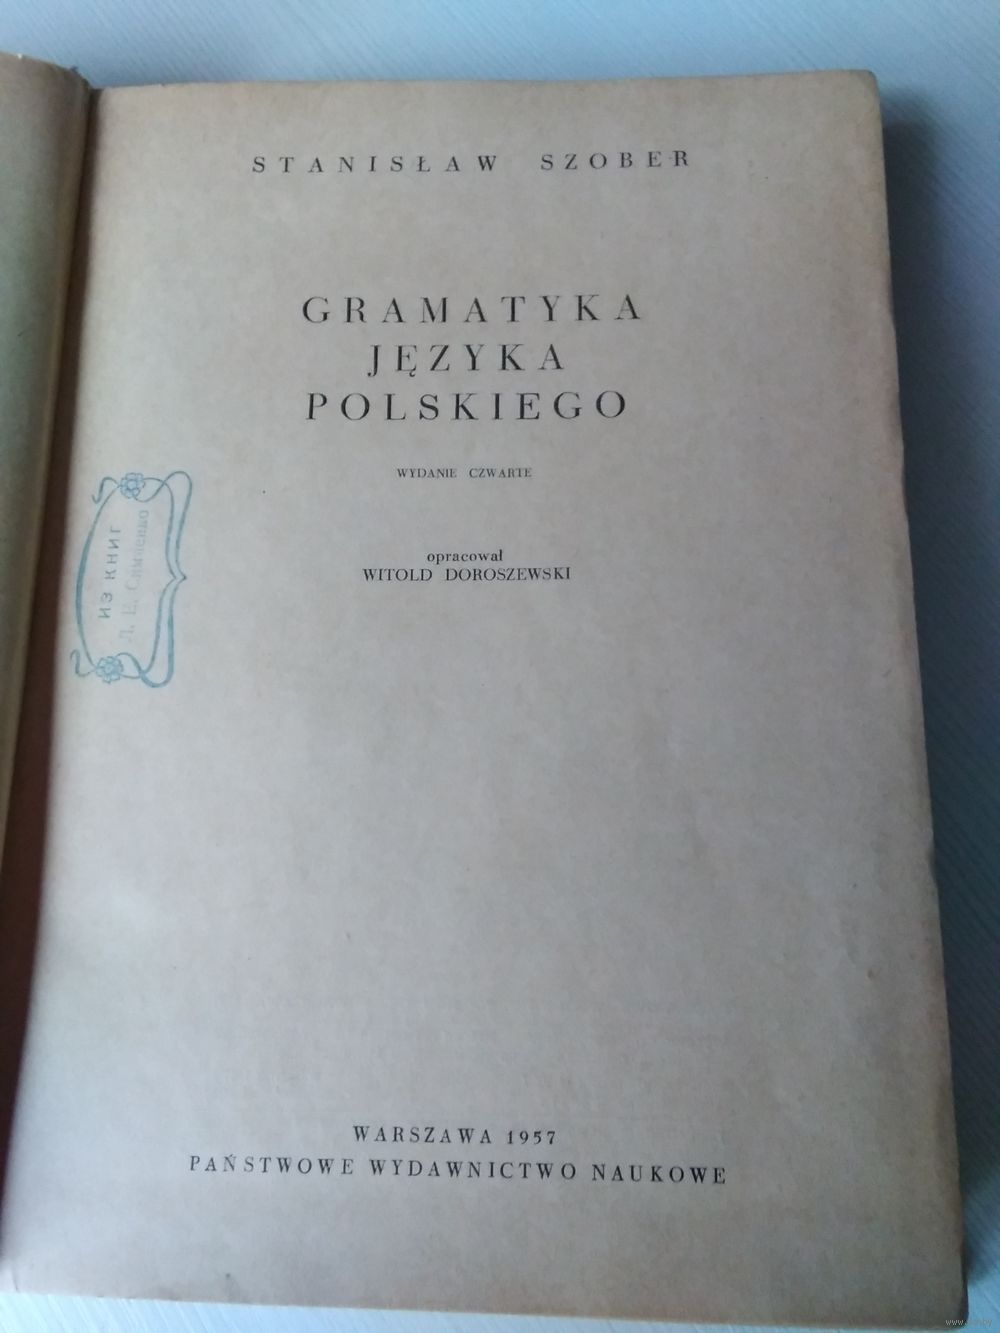 STANISŁAW SZOBER
GRAMATYKA
JĘZYKA
POLSKIEGO
WYDANIE CZWARTE
opracował
WITOLD DOROSZEWSKI
ИЗ КНИГ
Л. Е.
WARSZAWA 1957
PAŃSTWOWE WYDAWNICTWO NAUKOWE